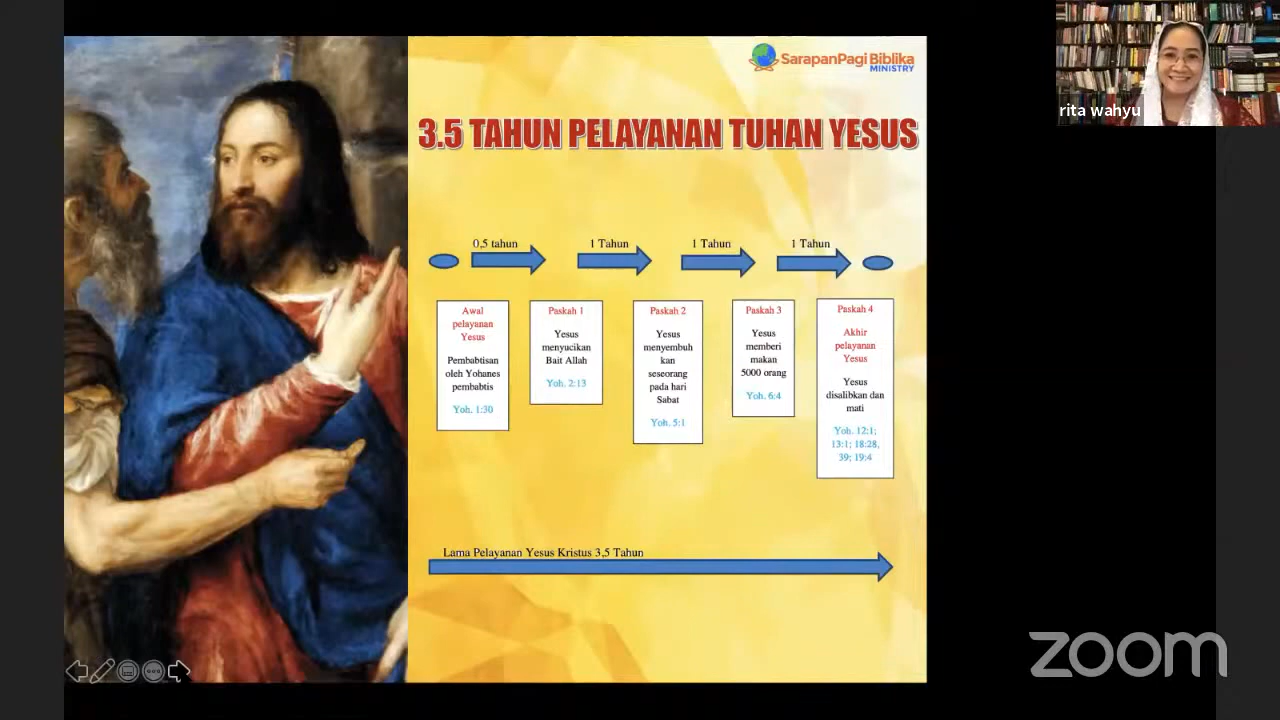 SarapanPagi Biblika
MINISTRY
rita wahyu
3.5 TAHUN PELAYANAN TUHAN YESUS
0,5 tahun
1 Tahun
1 Tahun
1 Tahun
Awal
pelayanan
Yesus
Pembabtisan
oleh Yohanes
pembabtis
Yoh. 1:30
Paskah 1
Yesus
menyucikan
Bait Allah
Yoh. 2:13
Paskah 2
Yesus
menyembuh
kan
seseorang
pada hari
Sabat
Yoh. 5:1
Paskah 3
Yesus
memberi
makan
5000 orang
Yoh. 6:4
Paskah 4
Akhir
pelayanan
Yesus
Yesus
disalibkan dan
mati
Yoh. 12:1;
13:1; 18:28,
39; 19:4
Lama Pelayanan Yesus Kristus 3,5 Tahun
zoom